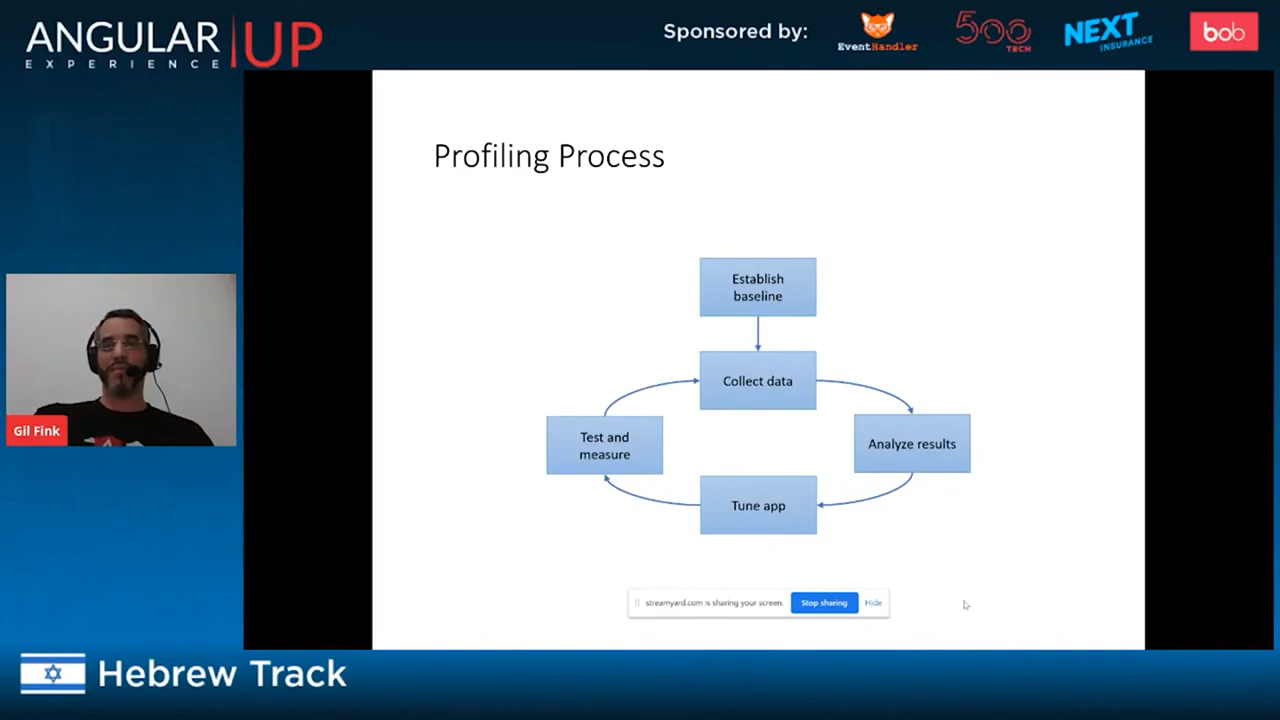 ANGULAR
EXPERIENCE
UP
Sponsored by:
EventHandler
500
TECH
NEXT
INSURANCE
bob
Profiling Process
Establish
baseline
Collect data
Test and
measure
Analyze results
Tune app
Gil Fink
streamyard.com is sharing your screen.
Stop sharing
Hide
Hebrew Track